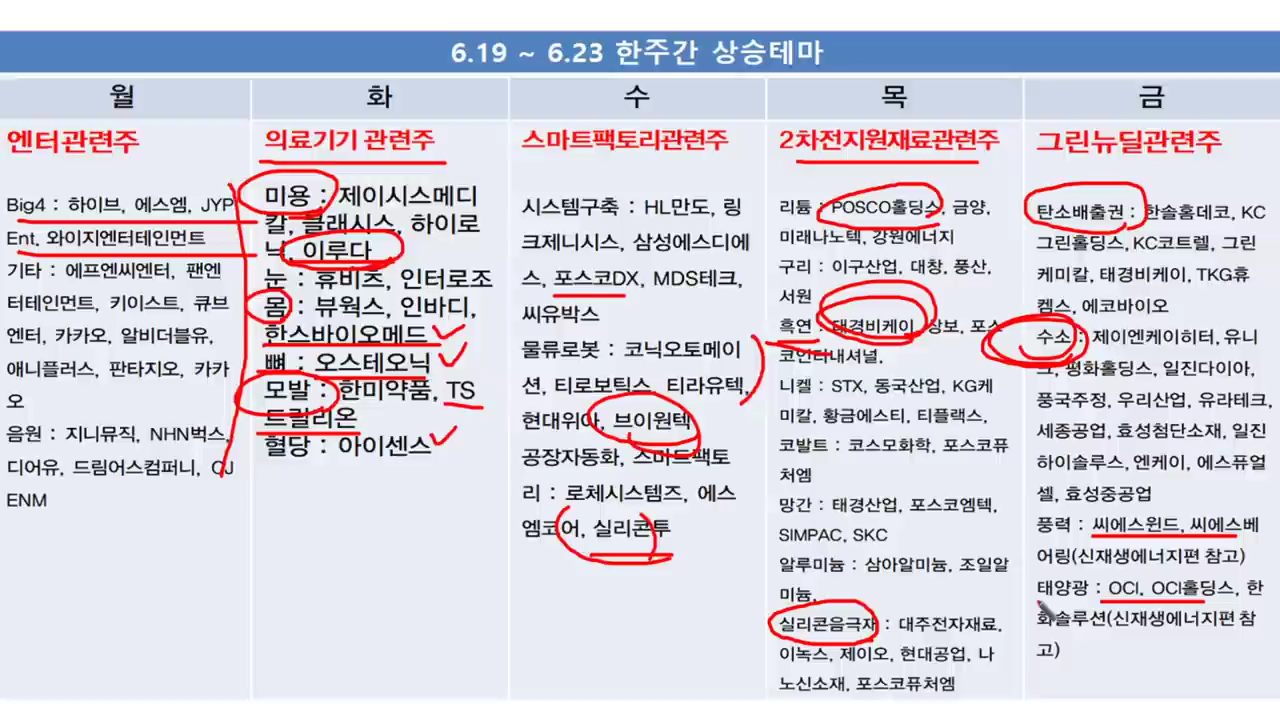 6.19 ~ 6.23 한주간 상승테마
월
화
수
목
금
엔터관련주
Big4 : 하이브, 에스엠, JYP
Ent, 와이지엔터테인먼트
기타 : 에프엔씨엔터, 팬엔
터테인먼트, 키이스트, 큐브
엔터, 카카오, 알비더블유,
애니플러스, 판타지오, 카카
오
음원 : 지니뮤직, NHN벅스,
디어유, 드림어스컴퍼니, CJ
ENM
의료기기 관련주
미용 : 제이시스메디
칼, 클래시스, 하이로
닉, 이루다
눈 : 휴비츠, 인터로조
몸 : 뷰웍스, 인바디,
한스바이오메드
뼈 : 오스테오닉
모발 : 한미약품, TS
트릴리온
혈당 : 아이센스
스마트팩토리관련주
시스템구축 : HL만도, 링
크제니시스, 삼성에스디에
스, 포스코DX, MDS테크,
씨유박스
물류로봇 : 코닉오토메이
션, 티로보틱스, 티라유텍,
현대위아, 브이원텍
공장자동화, 스마트팩토
리 : 로체시스템즈, 에스
엠코어, 실리콘투
2차전지원재료관련주
리튬 : POSCO홀딩스, 금양,
미래나노텍, 강원에너지
구리 : 이구산업, 대창, 풍산,
서원
흑연 : 태경비케이, 상보, 포스
코인터내셔널,
니켈 : STX, 동국산업, KG케
미칼, 황금에스티, 티플랙스,
코발트 : 코스모화학, 포스코퓨
처엠
망간 : 태경산업, 포스코엠텍,
SIMPAC, SKC
알루미늄 : 삼아알미늄, 조일알
미늄,
실리콘음극재 : 대주전자재료,
이녹스, 제이오, 현대공업, 나
노신소재, 포스코퓨처엠
그린뉴딜관련주
탄소배출권 : 한솔홈데코, KC
그린홀딩스, KC코트렐, 그린
케미칼, 태경비케이, TKG휴
켐스, 에코바이오
수소 : 제이엔케이히터, 유니
크, 평화홀딩스, 일진다이아,
풍국주정, 우리산업, 유라테크,
세종공업, 효성첨단소재, 일진
하이솔루스, 엔케이, 에스퓨얼
셀, 효성중공업
풍력 : 씨에스윈드, 씨에스베
어링(신재생에너지편 참고)
태양광 : OCI, OCI홀딩스, 한
화솔루션(신재생에너지편 참
고)